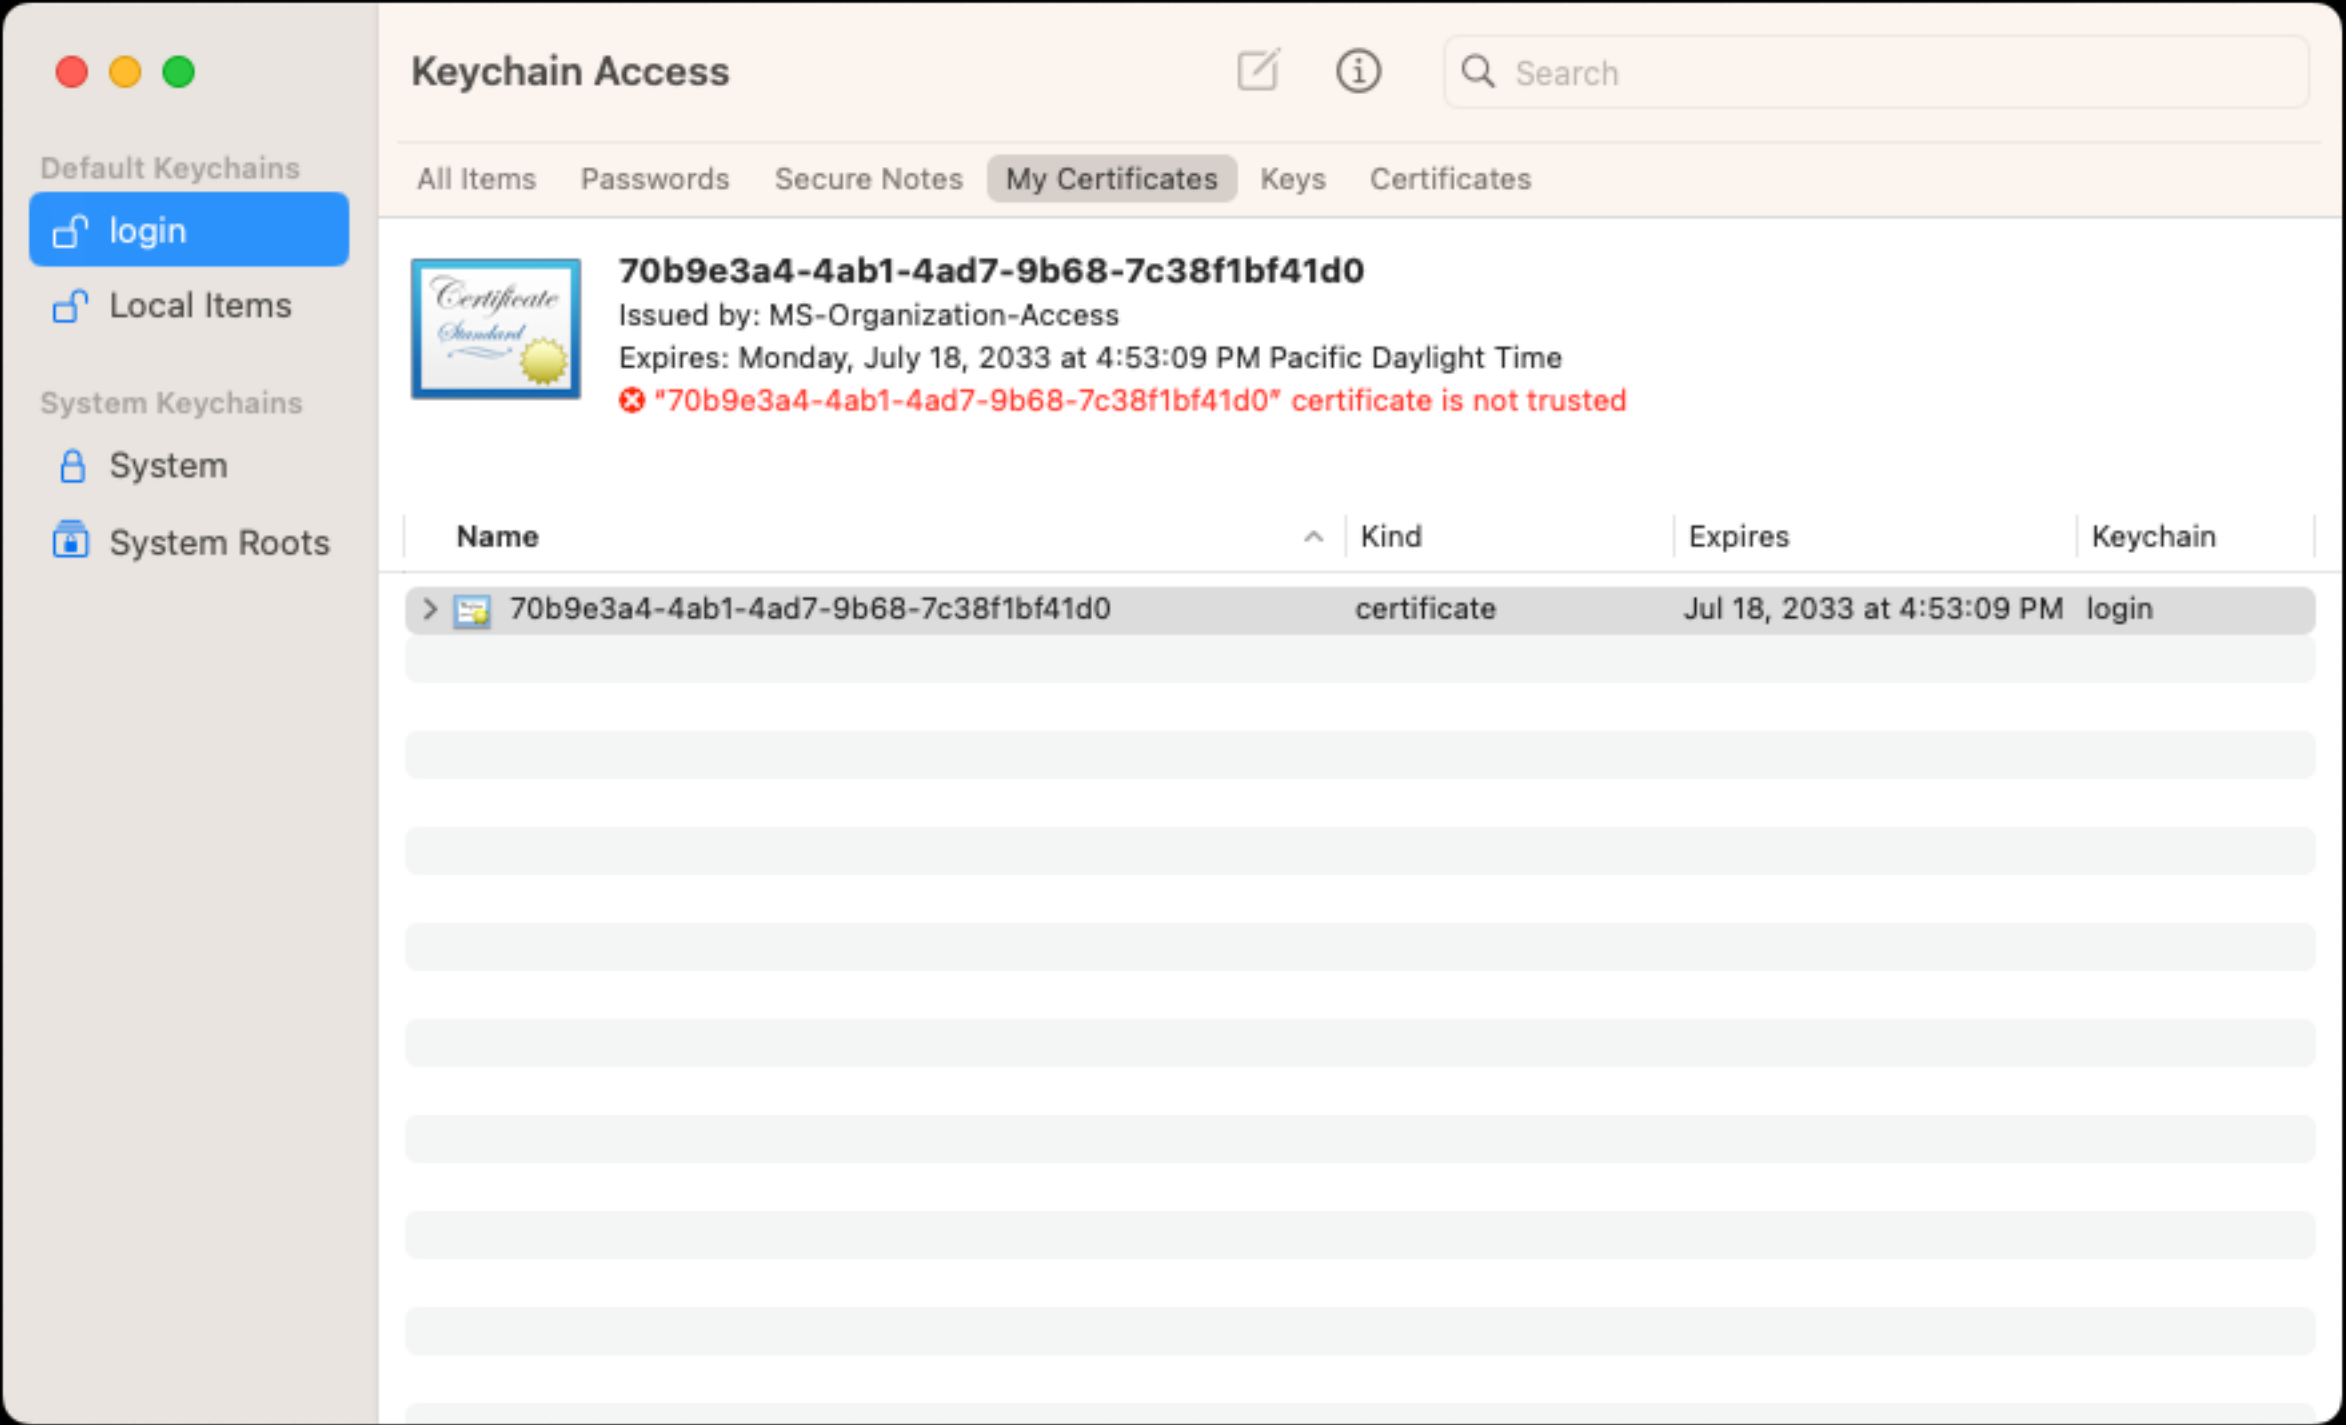 Keychain Access
Search
Default Keychains
login
Local Items
System Keychains
System
System Roots
All Items Passwords Secure Notes My Certificates Keys Certificates
Certificate
Standard
70b9e3a4-4ab1-4ad7-9b68-7c38f1bf41d0
Issued by: MS-Organization-Access
Expires: Monday, July 18, 2033 at 4:53:09 PM Pacific Daylight Time
"70b9e3a4-4ab1-4ad7-9b68-7c38f1bf41d0" certificate is not trusted
Name Kind Expires Keychain
70b9e3a4-4ab1-4ad7-9b68-7c38f1bf41d0 certificate Jul 18, 2033 at 4:53:09 PM login